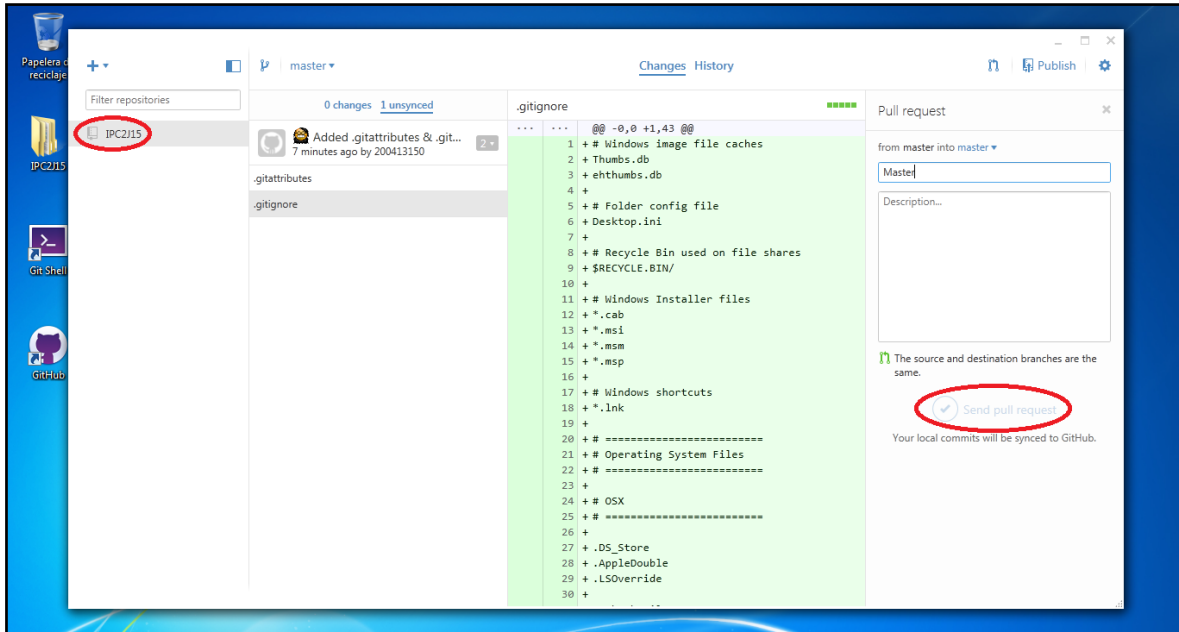 Papelera d
reciclaje
IPC2J15
Git Shell
GitHub
master
Changes History
Publish
Filter repositories
IPC2J15
0 changes 1 unsynced
Added .gitattributes & .git...
7 minutes ago by 200413150
2
.gitattributes
.gitignore
.gitignore
... ... @@ -0,0 +1,43 @@
1 + # Windows image file caches
2 + Thumbs.db
3 + ehthumbs.db
4 +
5 + # Folder config file
6 + Desktop.ini
7 +
8 + # Recycle Bin used on file shares
9 + $RECYCLE.BIN/
10 +
11 + # Windows Installer files
12 + *.cab
13 + *.msi
14 + *.msm
15 + *.msp
16 +
17 + # Windows shortcuts
18 + *.lnk
19 +
20 + # =========================
21 + # Operating System Files
22 + # =========================
23 +
24 + # OSX
25 + # =========================
26 +
27 + .DS_Store
28 + .AppleDouble
29 + .LSOverride
30 +
Pull request
from master into master
Master
Description...
The source and destination branches are the
same.
Send pull request
Your local commits will be synced to GitHub.